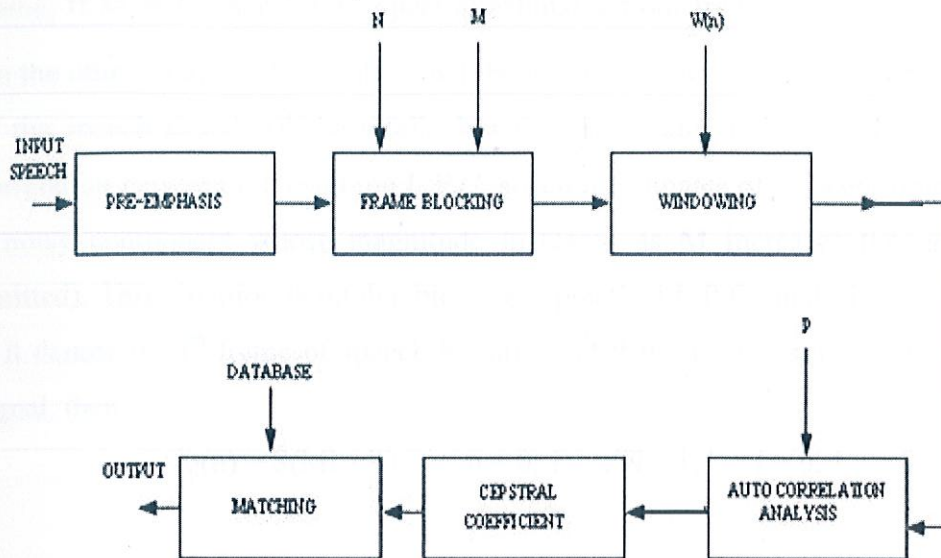 N
M
W(n)
INPUT
SPEECH
PRE-EMPHASIS
FRAME BLOCKING
WINDOWING
P
DATABASE
OUTPUT
MATCHING
CEPSTRAL
COEFFICIENT
AUTO CORRELATION
ANALYSIS